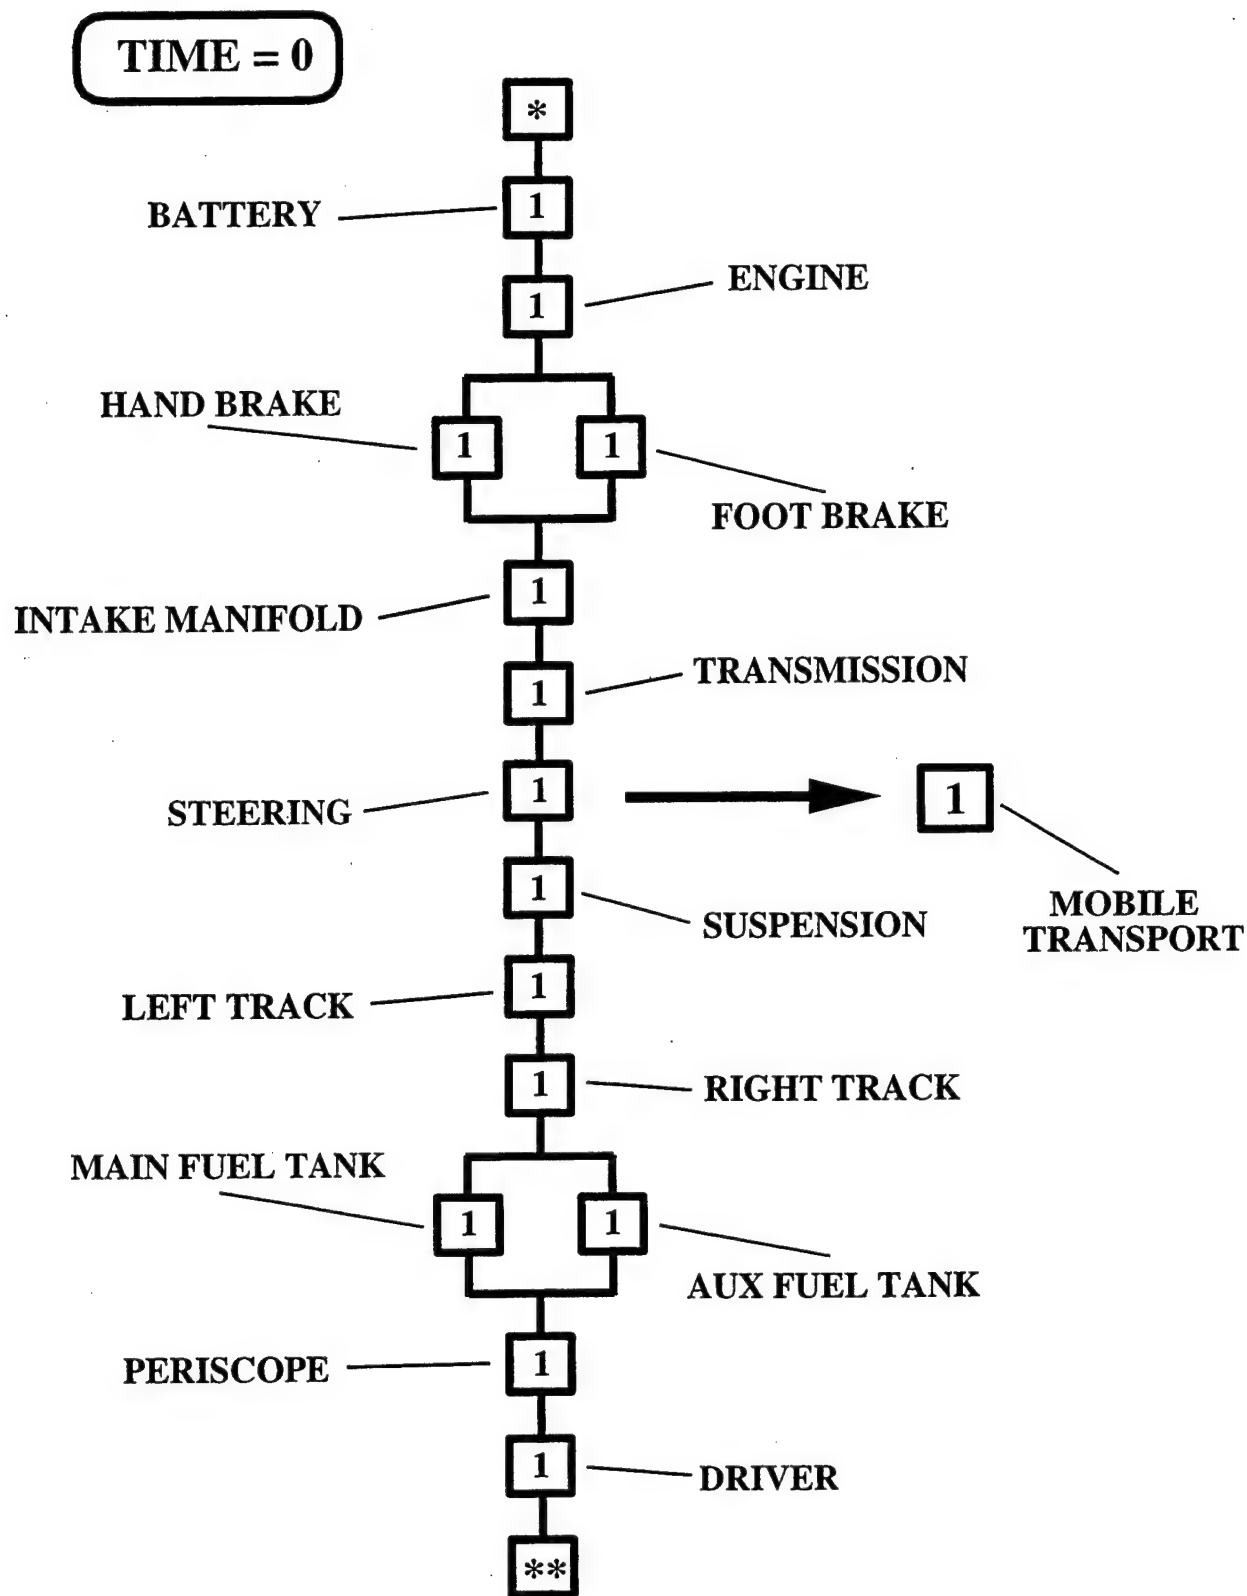 TIME = 0
*
1
BATTERY
1
ENGINE
HAND BRAKE
1
1
FOOT BRAKE
1
INTAKE MANIFOLD
1
TRANSMISSION
1
STEERING
1
MOBILE
TRANSPORT
1
SUSPENSION
1
LEFT TRACK
1
RIGHT TRACK
MAIN FUEL TANK
1
1
AUX FUEL TANK
1
PERISCOPE
1
DRIVER
**